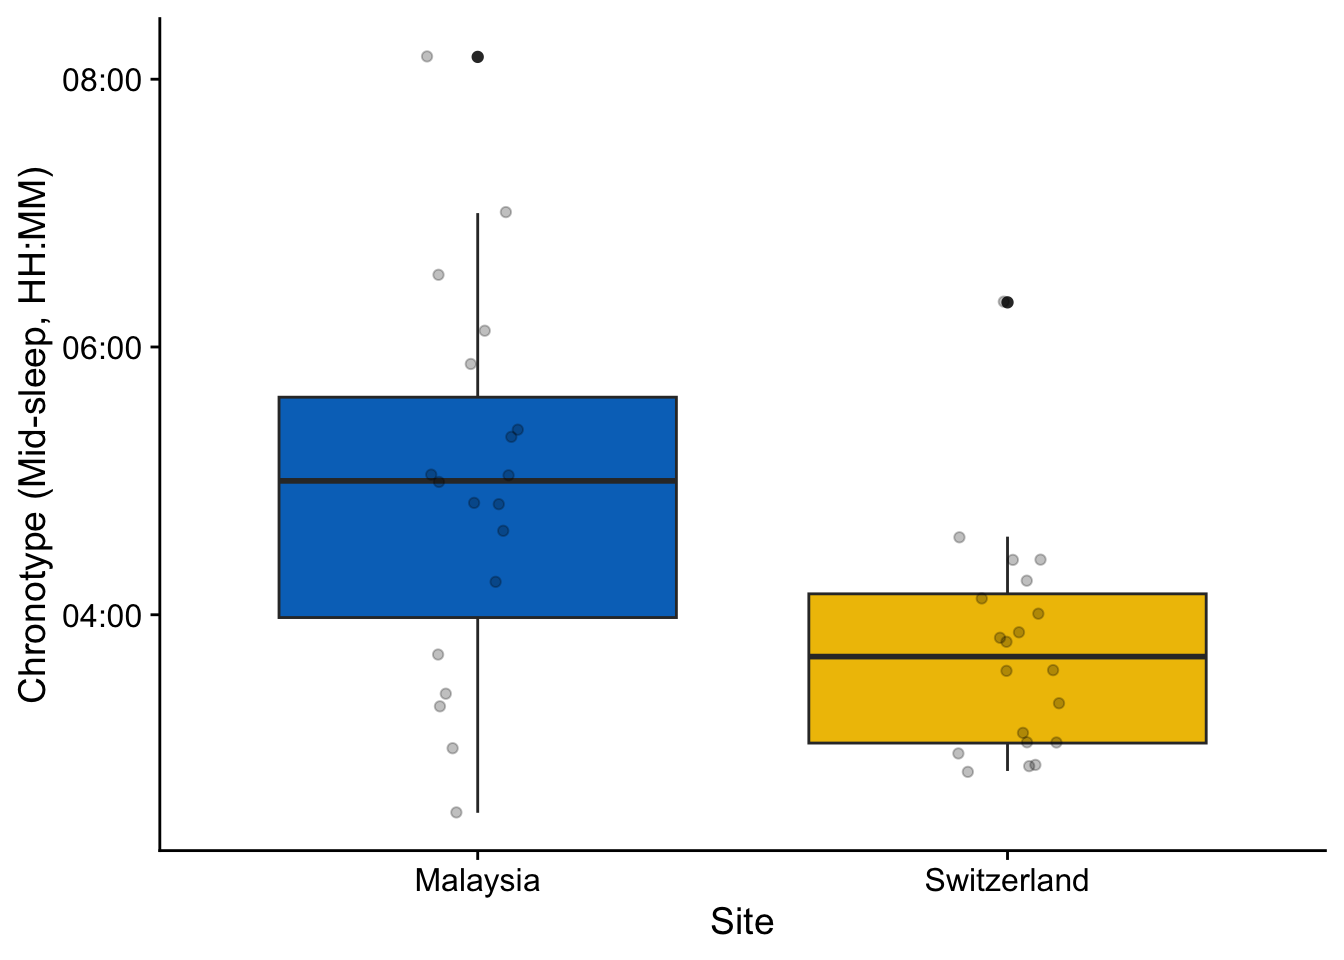 Chronotype (Mid-sleep, HH:MM)
08:00
06:00
04:00
Malaysia
Switzerland
Site